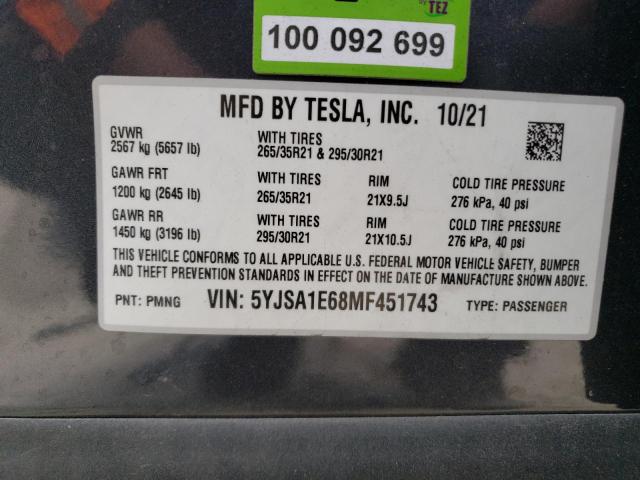 by TEZ
100 092 699
MFD BY TESLA, INC. 10/21
GVWR
2567 kg (5657 lb)
WITH TIRES
265/35R21 & 295/30R21
GAWR FRT
1200 kg (2645 lb)
WITH TIRES
265/35R21
RIM
21X9.5J
COLD TIRE PRESSURE
276 kPa, 40 psi
GAWR RR
1450 kg (3196 lb)
WITH TIRES
295/30R21
RIM
21X10.5J
COLD TIRE PRESSURE
276 kPa, 40 psi
THIS VEHICLE CONFORMS TO ALL APPLICABLE U.S. FEDERAL MOTOR VEHICLE SAFETY, BUMPER
AND THEFT PREVENTION STANDARDS IN EFFECT ON THE DATE OF MANUFACTURE SHOWN ABOVE.
PNT: PMNG VIN: 5YJSA1E68MF451743 TYPE: PASSENGER